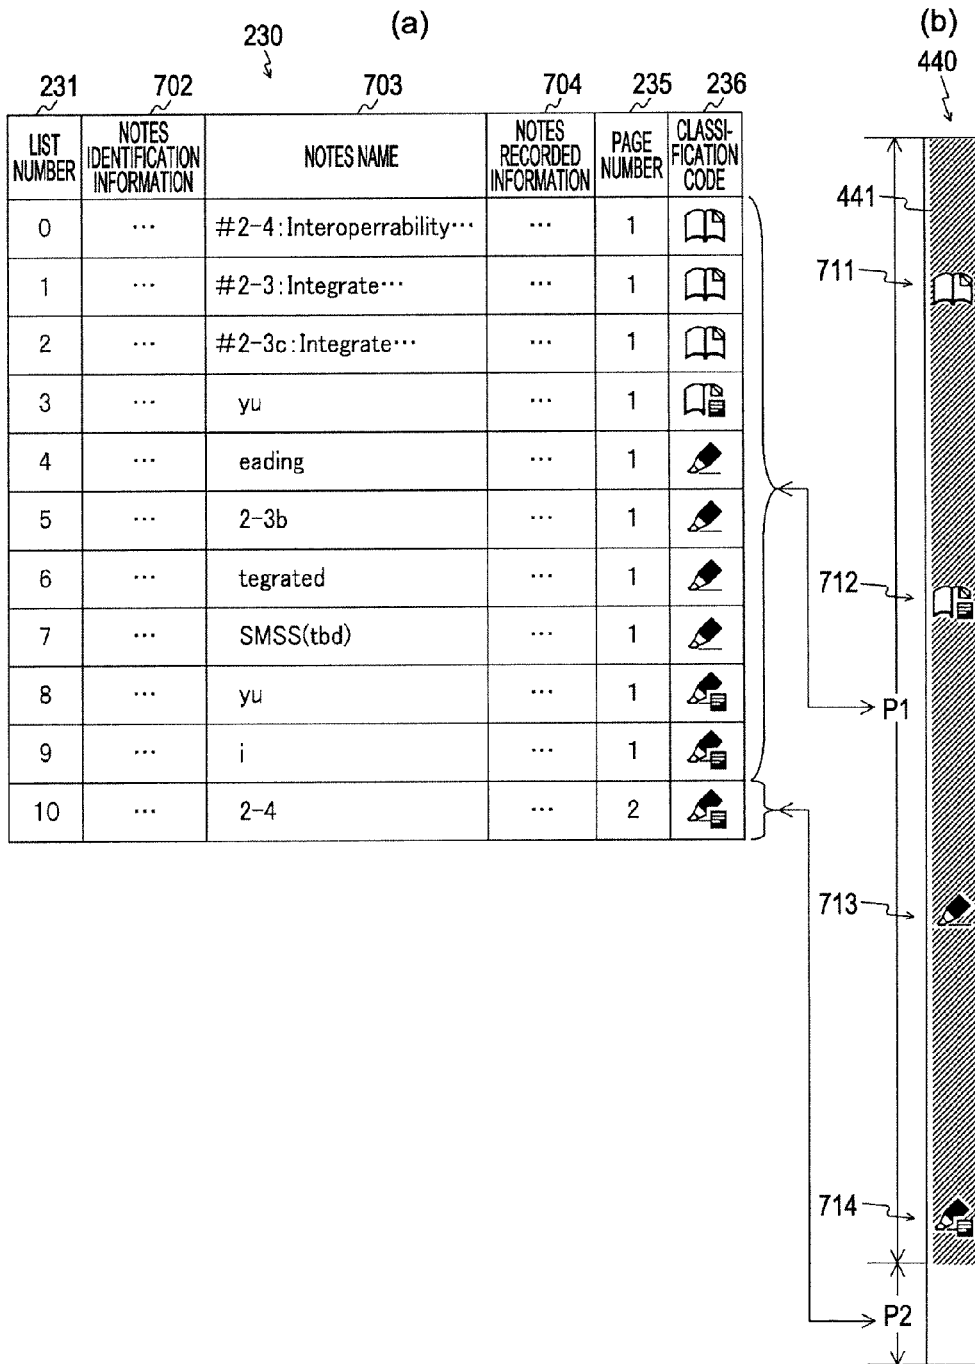 (a) (b)
230 440
231 702 703 704 235 236
LIST NUMBER NOTES IDENTIFICATION INFORMATION NOTES NAME NOTES RECORDED INFORMATION PAGE NUMBER CLASSI-FICATION CODE
0 ··· #2-4:Interoperrability··· ··· 1
1 ··· #2-3:Integrate··· ··· 1
2 ··· #2-3c:Integrate··· ··· 1
3 ··· yu ··· 1
4 ··· eading ··· 1
5 ··· 2-3b ··· 1
6 ··· tegrated ··· 1
7 ··· SMSS(tbd) ··· 1
8 ··· yu ··· 1
9 ··· i ··· 1
10 ··· 2-4 ··· 2
441
711
712
P1
713
714
P2